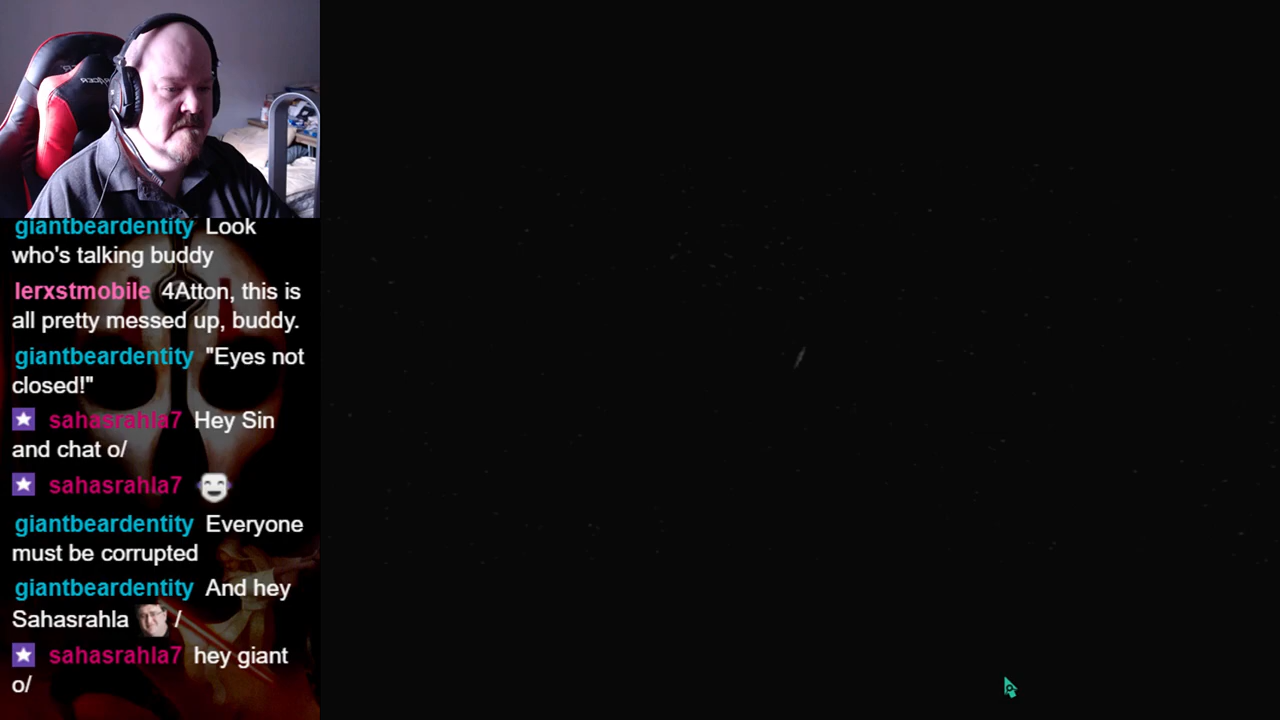 giantbeardentity Look
who's talking buddy
lerxstmobile 4Atton, this is
all pretty messed up, buddy.
giantbeardentity "Eyes not
closed!"
sahasrahla7 Hey Sin
and chat o/
sahasrahla7
giantbeardentity Everyone
must be corrupted
giantbeardentity And hey
Sahasrahla /
sahasrahla7 hey giant
o/